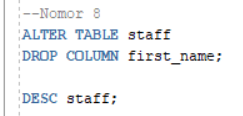 --Nomor 8
ALTER TABLE staff
DROP COLUMN first_name;
DESC staff;